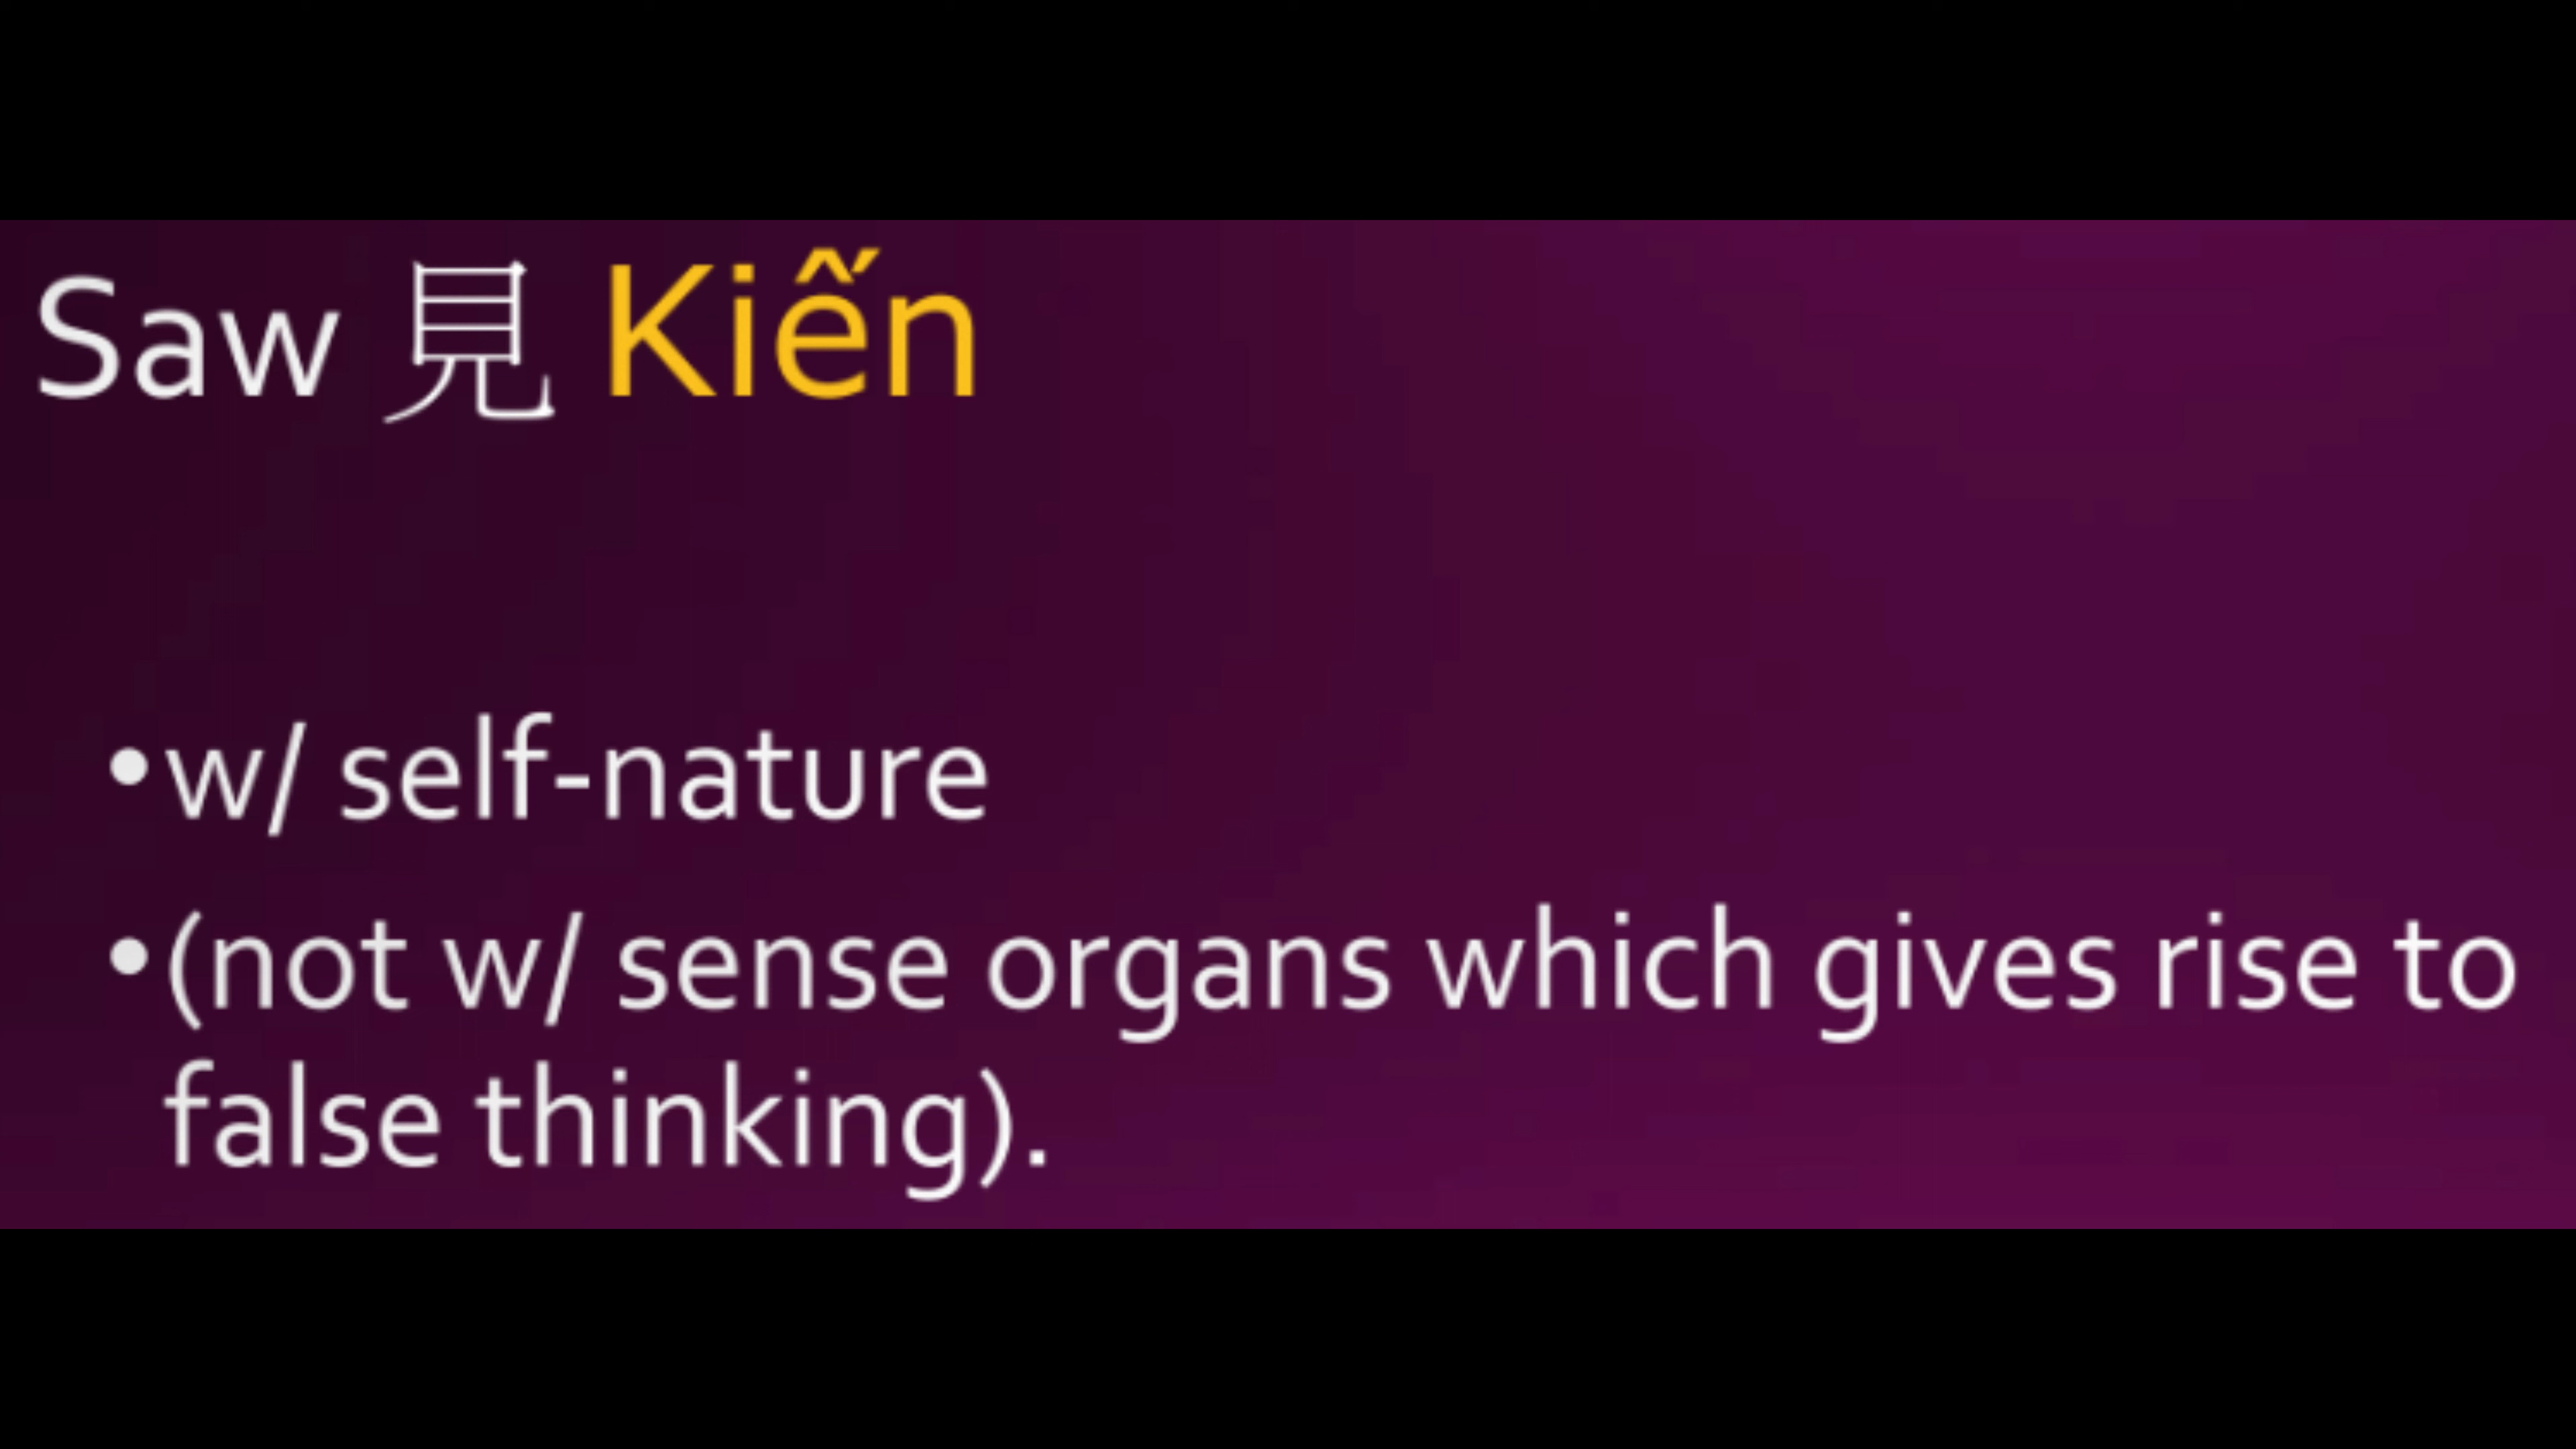 Saw 見 Kiến
•w/ self-nature
•(not w/ sense organs which gives rise to
false thinking).